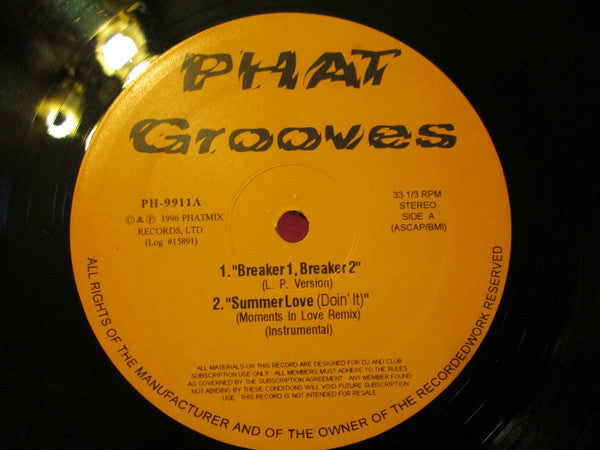 PHAT
Grooves
PH-9911A
© & ℗ 1996 PHATMIX
RECORDS, LTD.
(Log #15891)
33 1/3 RPM
STEREO
SIDE A
(ASCAP/BMI)
1."Breaker 1, Breaker 2"
(L. P. Version)
2."Summer Love (Doin' It)"
(Moments In Love Remix)
(Instrumental)
ALL MATERIALS ON THIS RECORD ARE DESIGNED FOR DJ AND CLUB
SUBSCRIPTION USE ONLY. ALL MEMBERS MUST ADHERE TO THE RULES
AS GOVERNED BY THE SUBSCRIPTION AGREEMENT. ANY MEMBER FOUND
NOT ABIDING BY THESE CONDITIONS WILL VOID FUTURE SUBSCRIPTION
USE. THIS RECORD IS NOT INTENDED FOR RESALE.
ALL RIGHTS OF THE MANUFACTURER AND OF THE OWNER OF THE RECORDEDWORK RESERVED